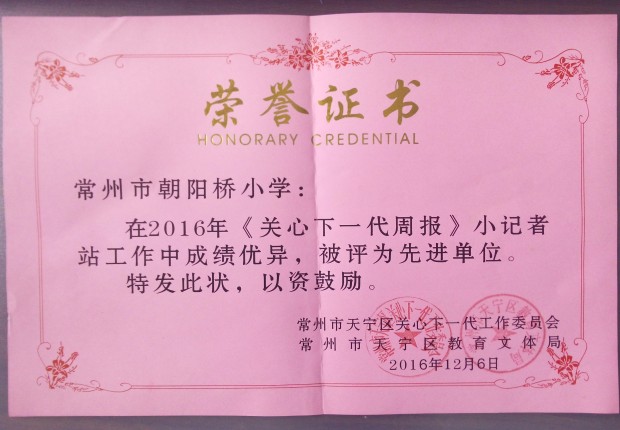 荣誉证书
HONORARY CREDENTIAL
常州市朝阳桥小学：
在2016年《关心下一代周报》小记者
站工作中成绩优异，被评为先进单位。
特发此状，以资鼓励。
常州市天宁区关心下一代工作委员会
常州市天宁区教育文体局
2016年12月6日